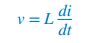 v = L di/dt